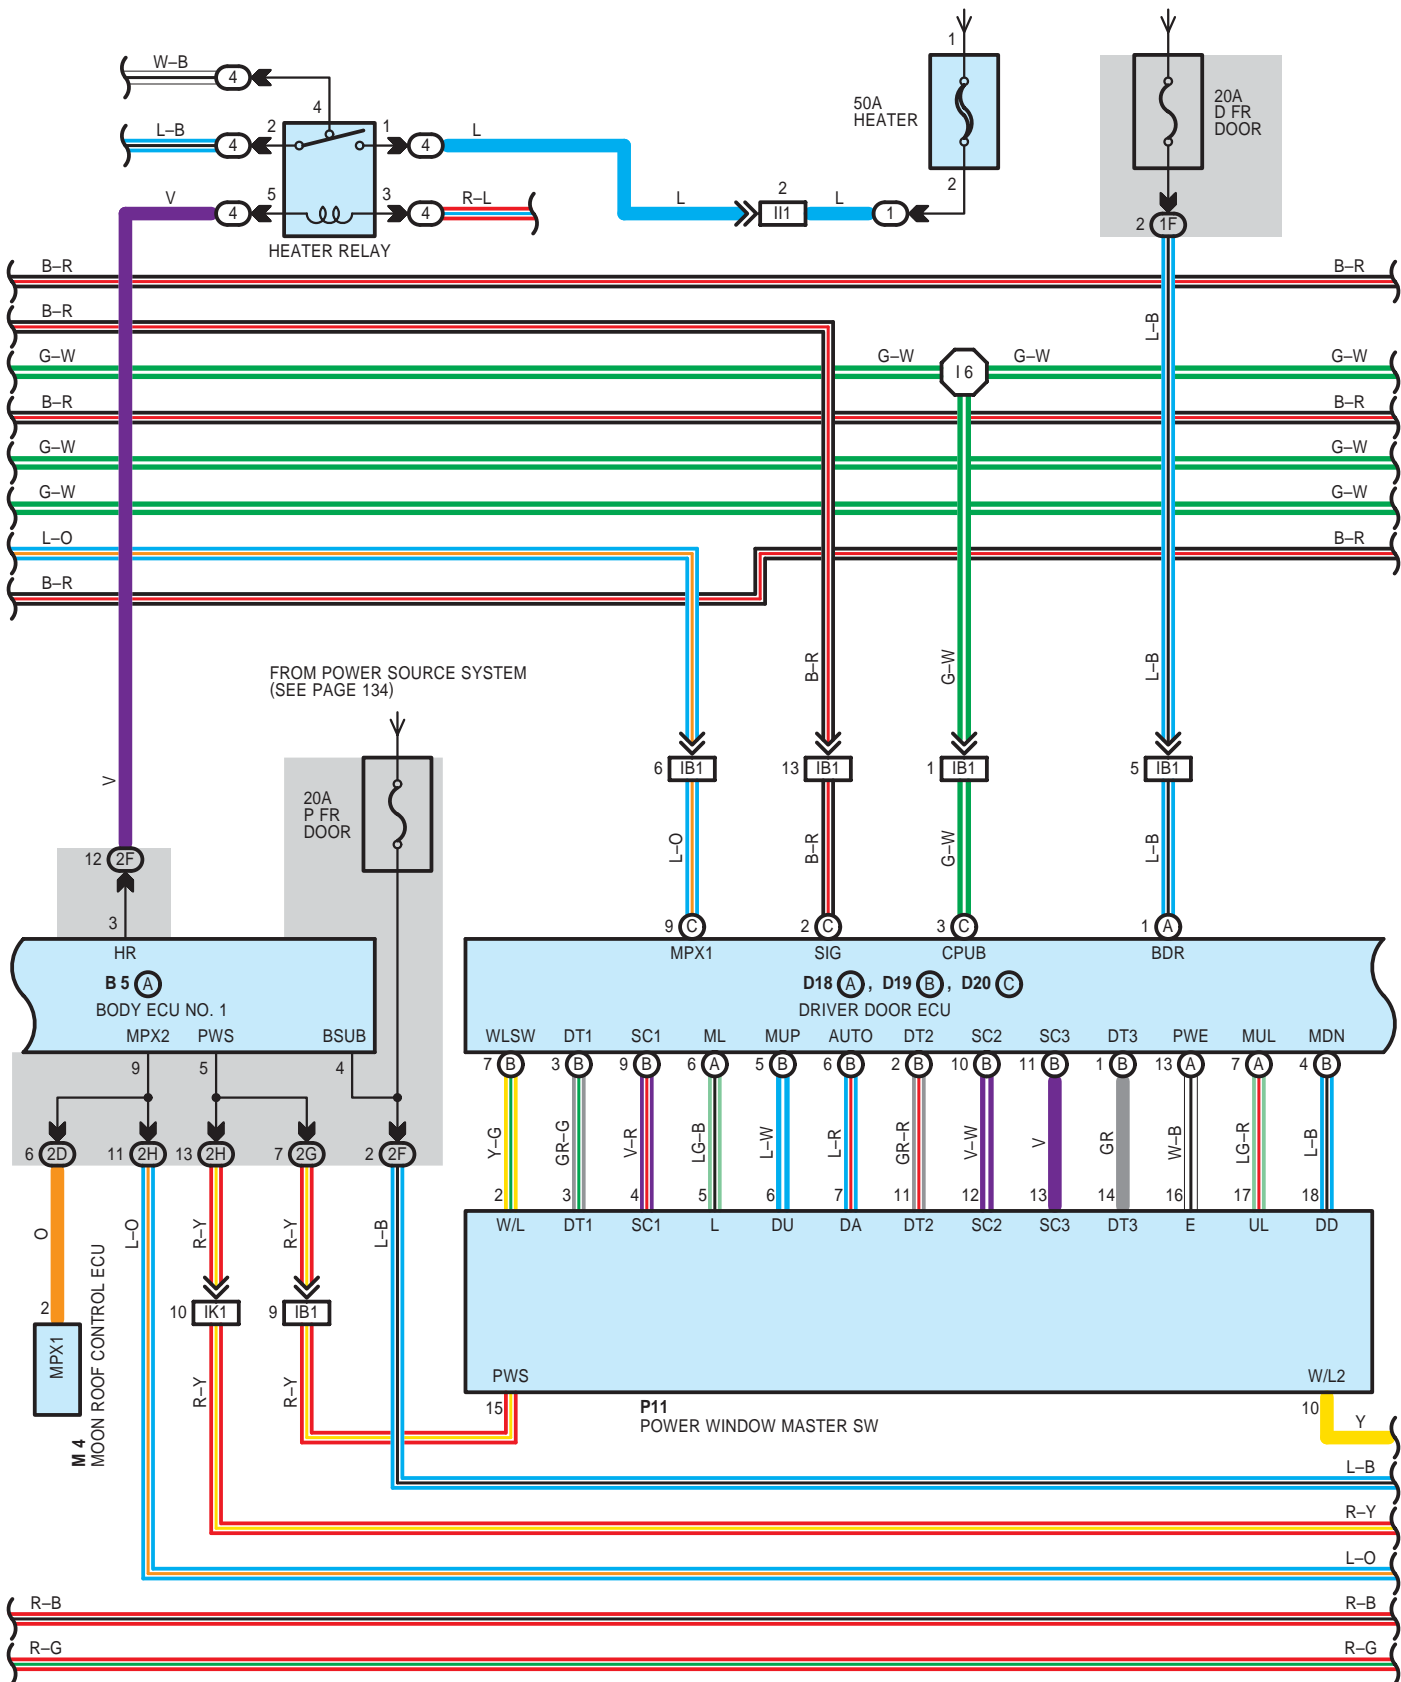 W–B
4
4
1
50A
HEATER
2
20A
D FR
DOOR
L–B
4
2
1
4
L
V
4
5
3
4
R–L
L
2
II1
L
1
2 1F
HEATER RELAY
B–R
B–R
B–R
L–B
G–W
G–W
I 6
G–W
G–W
B–R
B–R
G–W
G–W
G–W
G–W
L–O
B–R
B–R
FROM POWER SOURCE SYSTEM
(SEE PAGE 134)
B–R
G–W
L–B
V
20A
P FR
DOOR
6 IB1
13 IB1
1 IB1
5 IB1
L–O
B–R
G–W
L–B
12 2F
3
9 C
2 C
3 C
1 A
HR
MPX1
SIG
CPUB
BDR
B 5 A
BODY ECU NO. 1
D18 A , D19 B , D20 C
DRIVER DOOR ECU
MPX2
PWS
BSUB
WLSW
DT1
SC1
ML
MUP
AUTO
DT2
SC2
SC3
DT3
PWE
MUL
MDN
9
5
4
7 B
3 B
9 B
6 A
5 B
6 B
2 B
10 B
11 B
1 B
13 A
7 A
4 B
6 2D
11 2H
13 2H
7 2G
2 2F
Y–G
GR–G
V–R
LG–B
L–W
L–R
GR–R
V–W
V
GR
W–B
LG–R
L–B
2
3
4
5
6
7
11
12
13
14
16
17
18
W/L
DT1
SC1
L
DU
DA
DT2
SC2
SC3
DT3
E
UL
DD
O
L–O
R–Y
R–Y
L–B
2
MPX1
M 4
MOON ROOF CONTROL ECU
10 IK1
9 IB1
R–Y
R–Y
PWS
W/L2
15
P11
POWER WINDOW MASTER SW
10
Y
L–B
R–Y
L–O
R–B
R–B
R–G
R–G